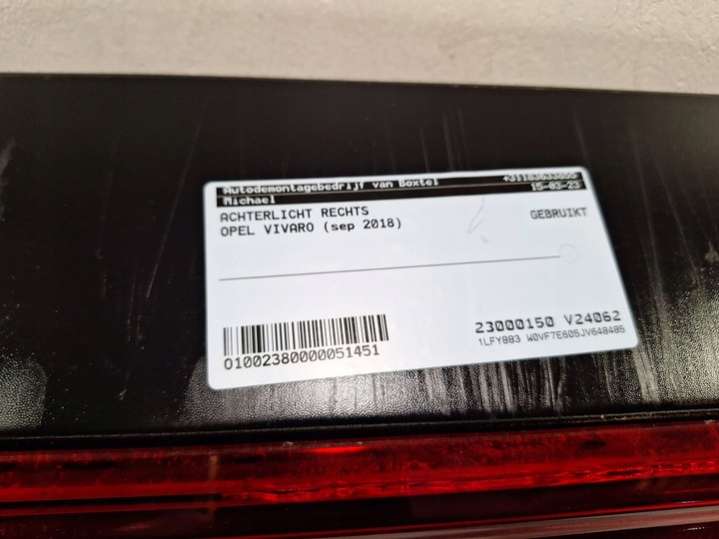 Autodemontagebedrijf van Boxtel
Michael 15-03-23
ACHTERLICHT RECHTS GEBRUIKT
OPEL VIVARO (sep 2018)
23000150 V24062
1LFY883 W0VF7E605JV648485
01002380000051451